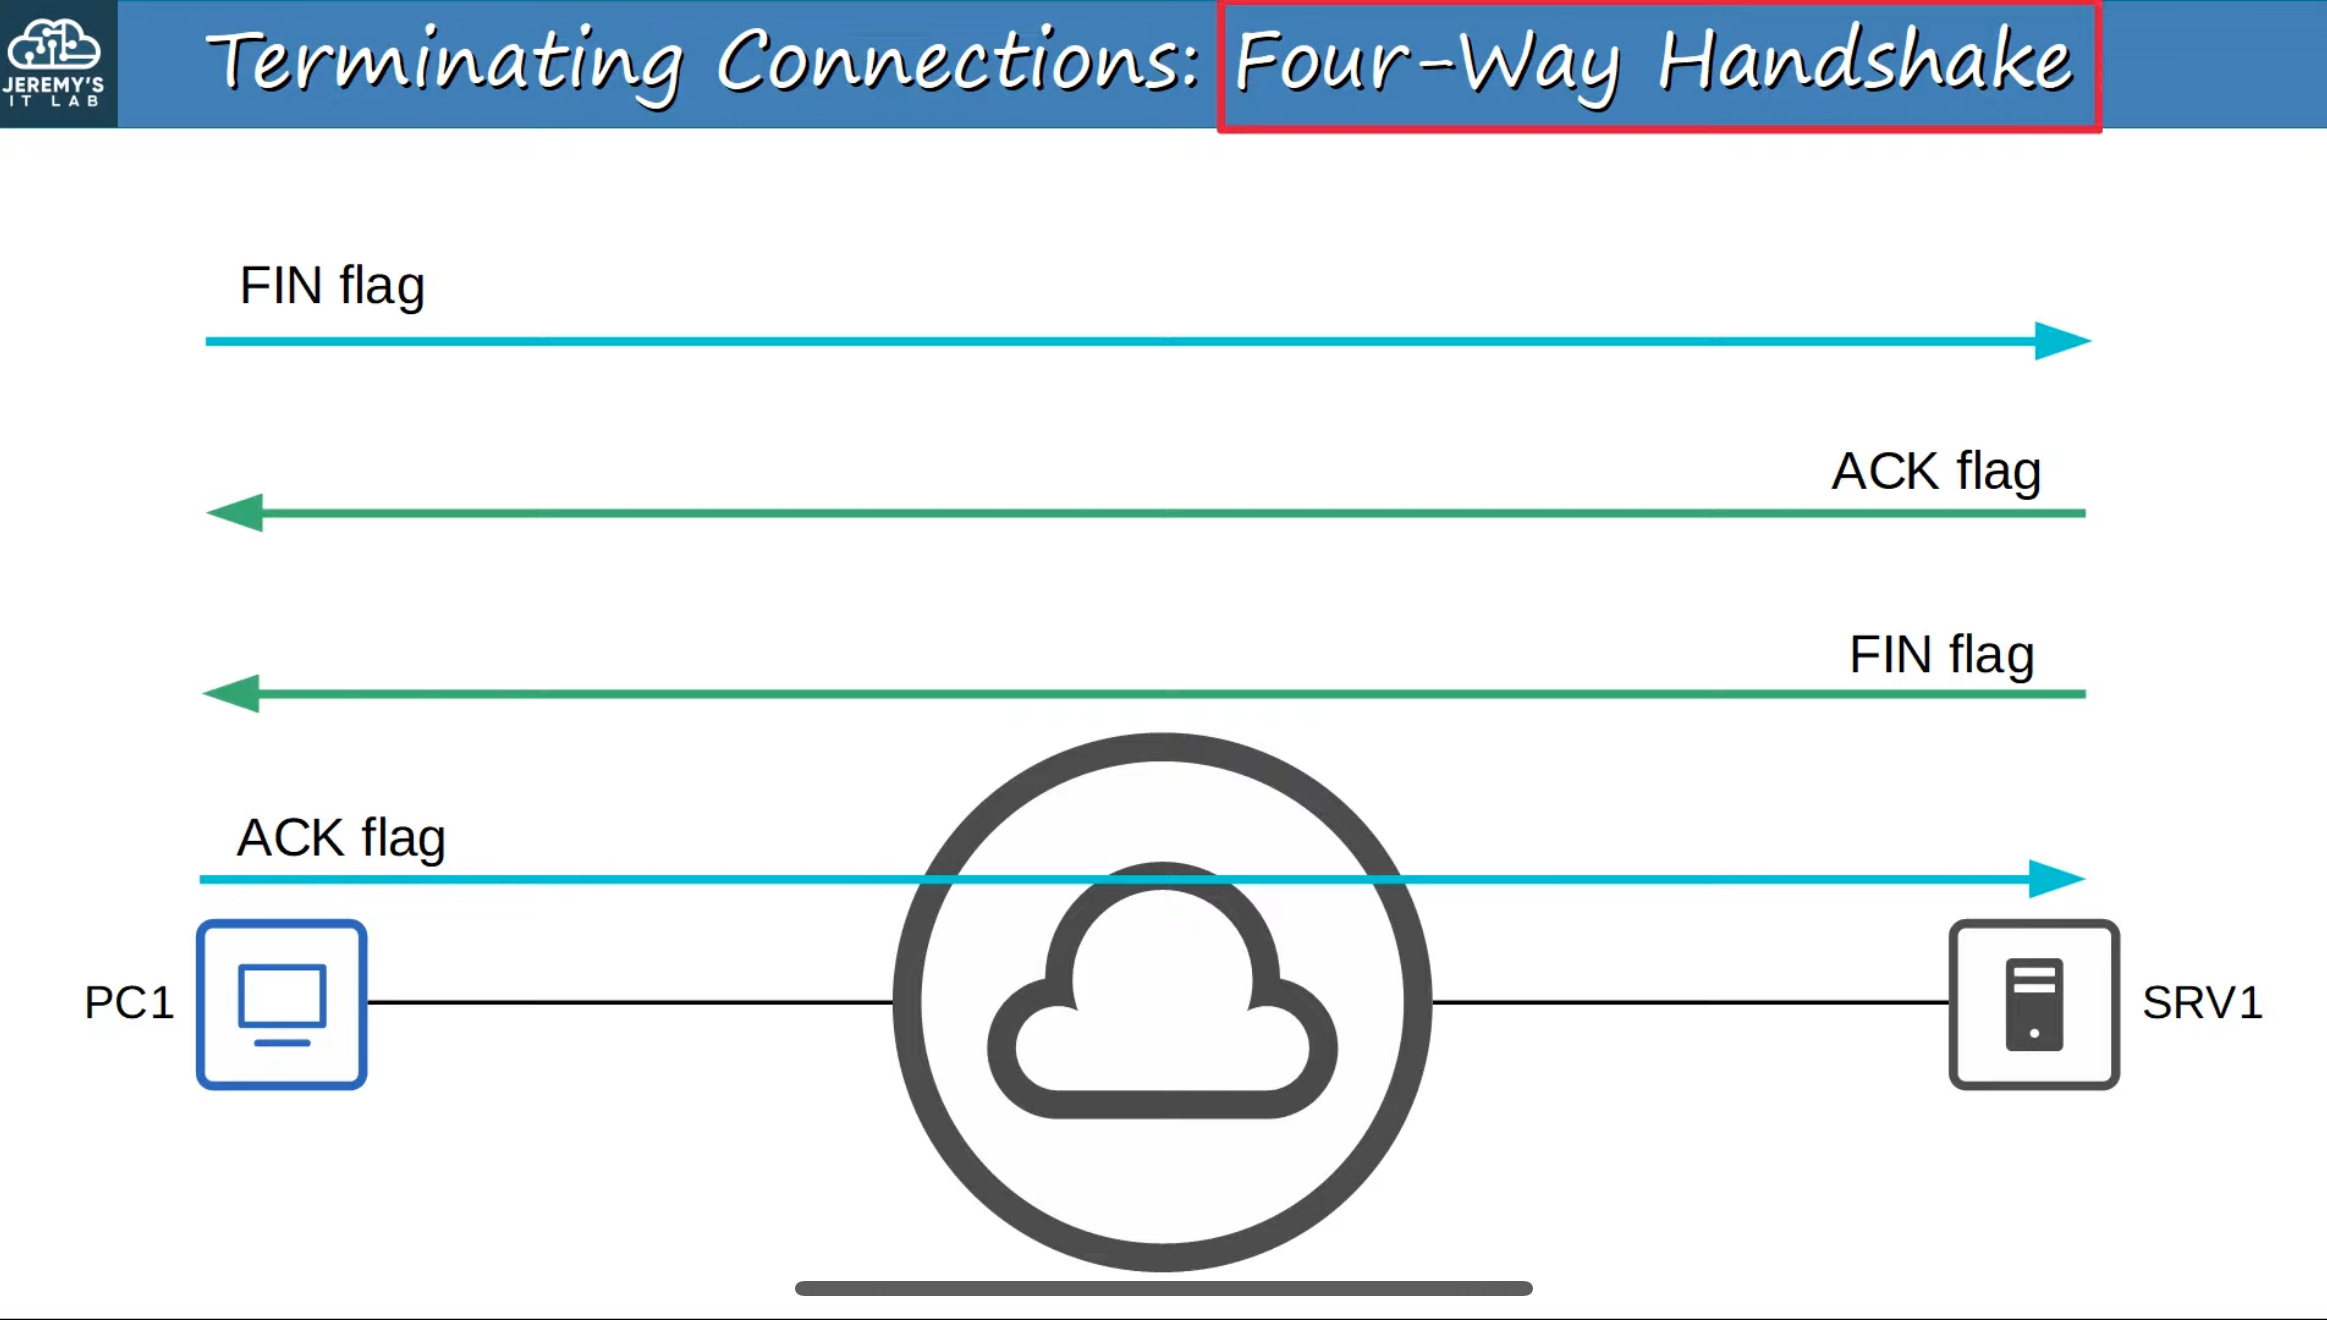 JEREMY'S
IT LAB
Terminating Connections: Four-Way Handshake
FIN flag
ACK flag
FIN flag
ACK flag
PC1
SRV1